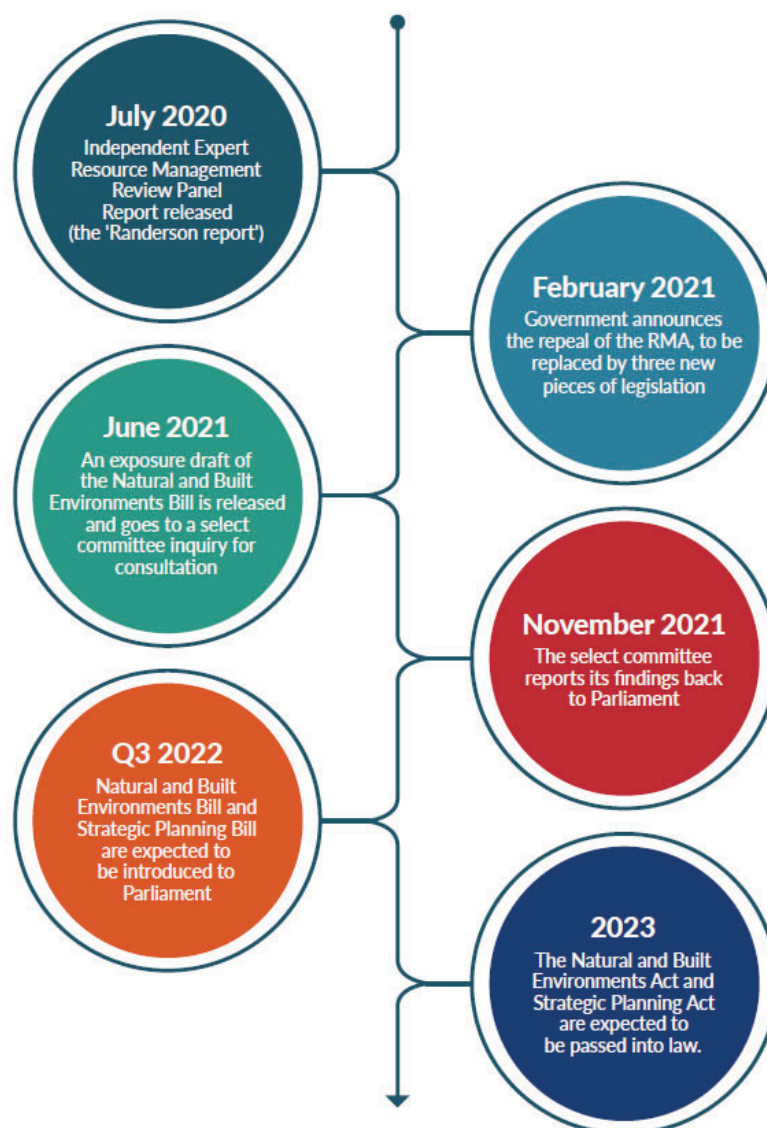 July 2020
Independent Expert
Resource Management
Review Panel
Report released
(the 'Randerson report')
February 2021
Government announces
the repeal of the RMA, to be
replaced by three new
pieces of legislation
June 2021
An exposure draft of
the Natural and Built
Environments Bill is released
and goes to a select
committee inquiry for
consultation
November 2021
The select committee
reports its findings back
to Parliament
Q3 2022
Natural and Built
Environments Bill and
Strategic Planning Bill
are expected to
be introduced to
Parliament
2023
The Natural and Built
Environments Act and
Strategic Planning Act
are expected to
be passed into law.